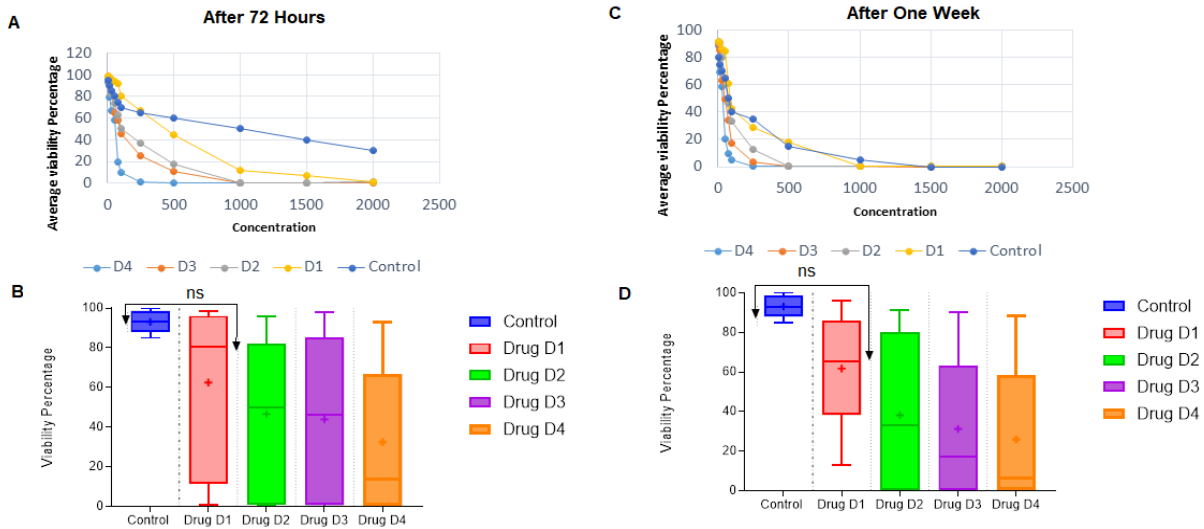 A
After 72 Hours
Average viability Percentage
120
100
80
60
40
20
0
0 500 1000 1500 2000 2500
Concentration
D4 D3 D2 D1 Control
B
ns
Viability Percentage
100
80
60
40
20
0
Control Drug D1 Drug D2 Drug D3 Drug D4
Control
Drug D1
Drug D2
Drug D3
Drug D4
C
After One Week
Average viability Percentage
100
80
60
40
20
0
0 500 1000 1500 2000 2500
Concentration
D4 D3 D2 D1 Control
D
ns
Viability Percentage
100
80
60
40
20
0
Control Drug D1 Drug D2 Drug D3 Drug D4
Control
Drug D1
Drug D2
Drug D3
Drug D4